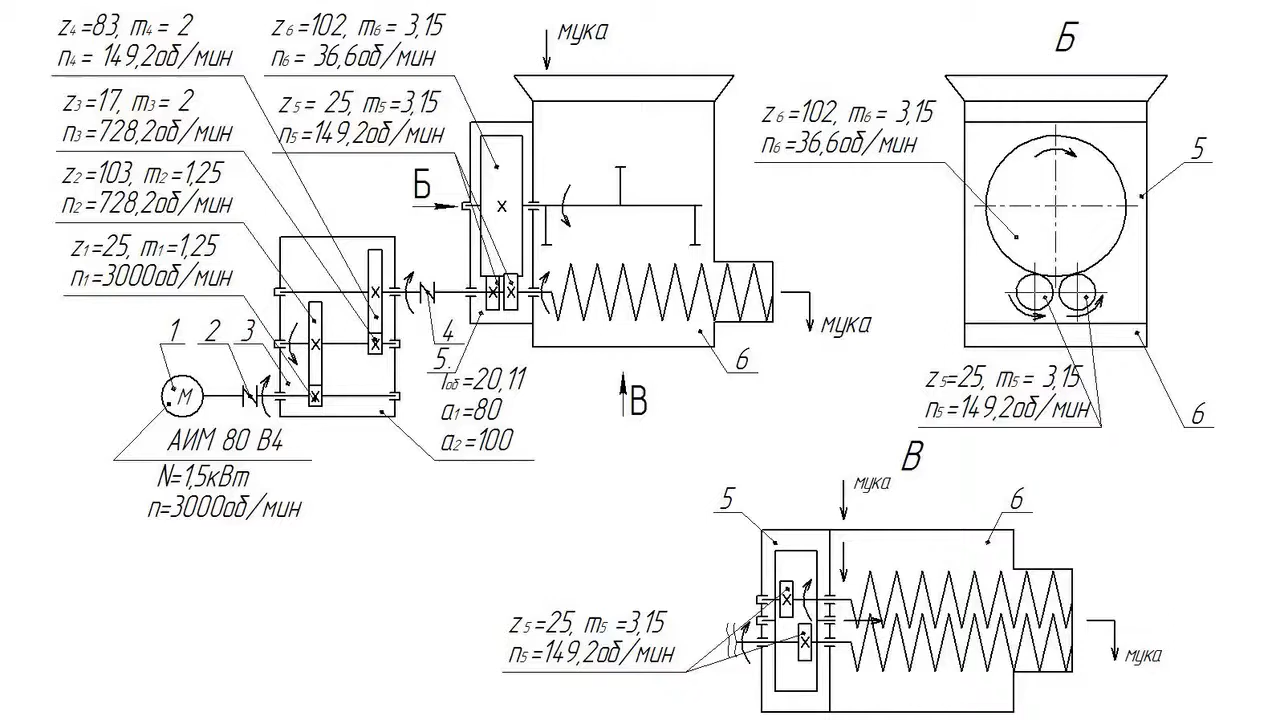 z4=83, m4= 2
n4= 149,2об/мин
z3=17, m3= 2
n3=728,2об/мин
z2=103, m2=1,25
n2=728,2об/мин
z1=25, m1=1,25
n1=3000об/мин
z6=102, m6= 3,15
n6= 36,6об/мин
z5= 25, m5=3,15
n5=149,2об/мин
мука
Б
Б
z6=102, m6= 3,15
n6=36,6об/мин
5
1
2
3
4
5
6
мука
iоб=20,11
a1=80
a2=100
В
М
АИМ 80 В4
N=1,5кВт
n=3000об/мин
z5=25, m5= 3,15
n5=149,2об/мин
6
В
мука
5
6
z5=25, m5 =3,15
n5=149,2об/мин
мука